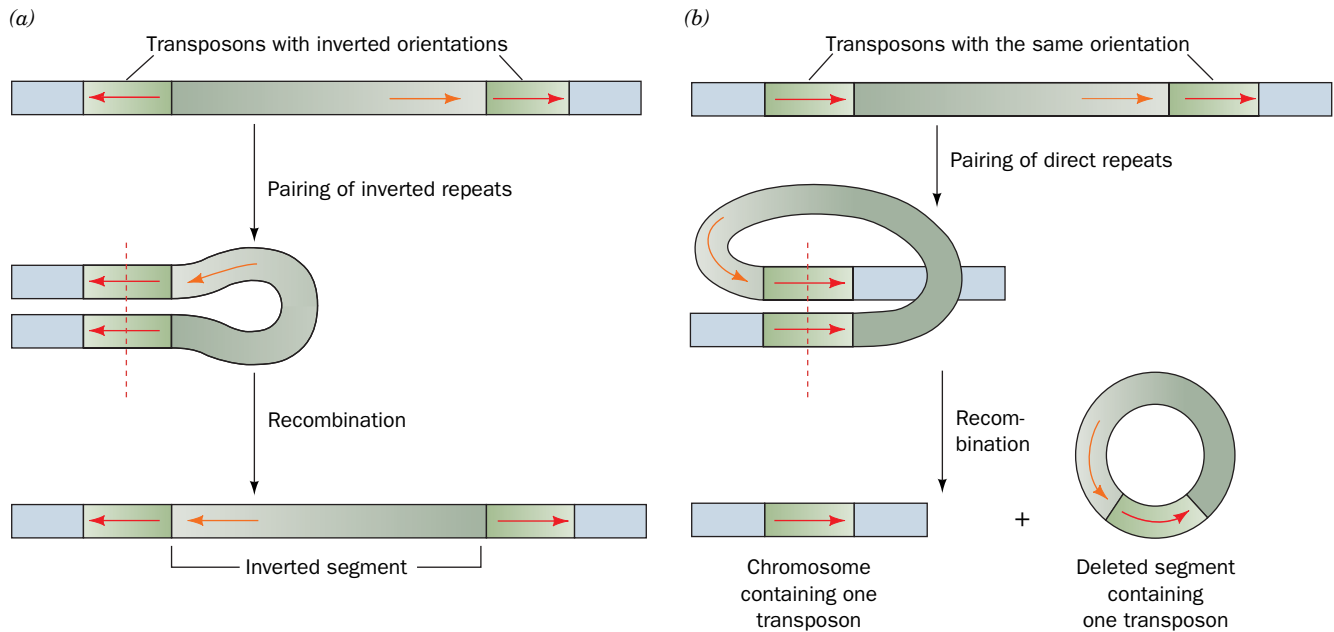 (a)
Transposons with inverted orientations
Pairing of inverted repeats
Recombination
Inverted segment
(b)
Transposons with the same orientation
Pairing of direct repeats
Recom-
bination
+
Chromosome
containing one
transposon
Deleted segment
containing
one transposon